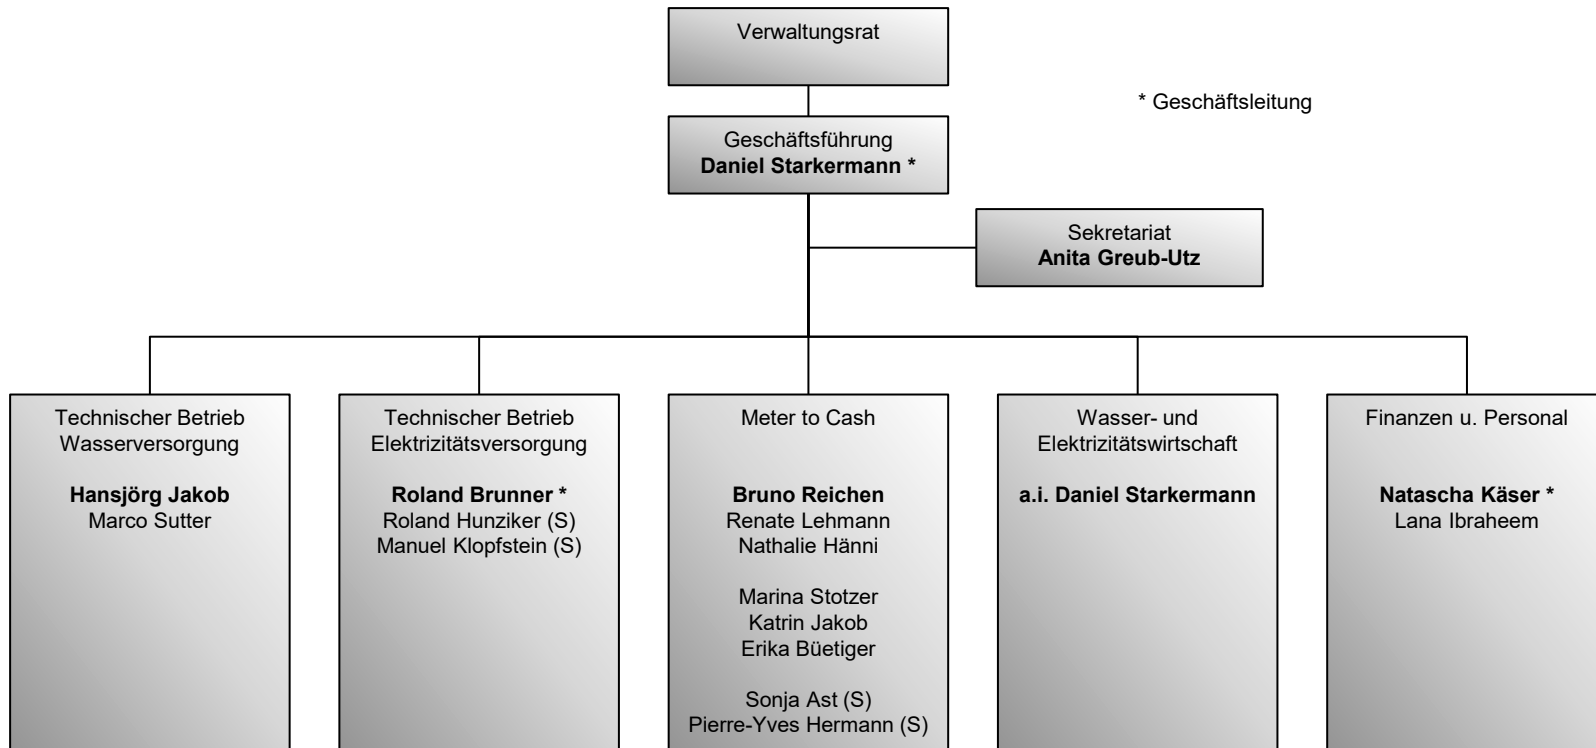 Verwaltungsrat
* Geschäftsleitung
Geschäftsführung
Daniel Starkermann *
Sekretariat
Anita Greub-Utz
Technischer Betrieb
Wasserversorgung
Hansjörg Jakob
Marco Sutter
Technischer Betrieb
Elektrizitätsversorgung
Roland Brunner *
Roland Hunziker (S)
Manuel Klopfstein (S)
Meter to Cash
Bruno Reichen
Renate Lehmann
Nathalie Hänni
Marina Stotzer
Katrin Jakob
Erika Büetiger
Sonja Ast (S)
Pierre-Yves Hermann (S)
Wasser- und
Elektrizitätswirtschaft
a.i. Daniel Starkermann
Finanzen u. Personal
Natascha Käser *
Lana Ibraheem